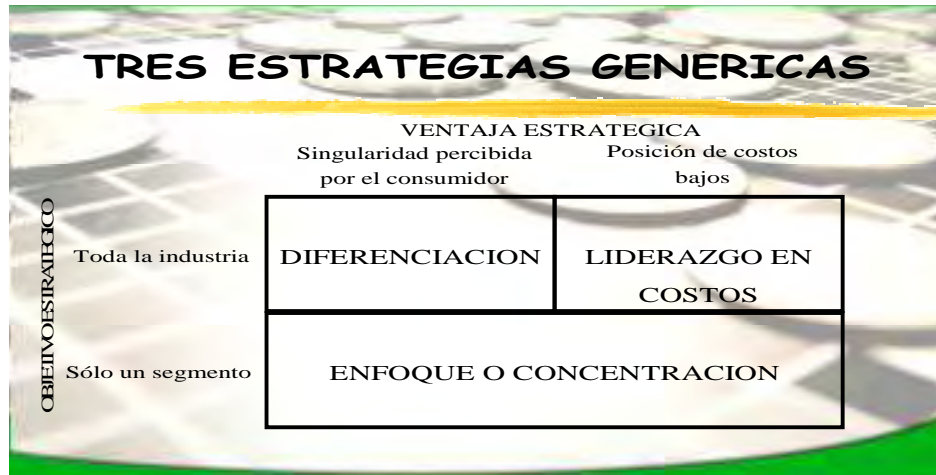 TRES ESTRATEGIAS GENERICAS
VENTAJA ESTRATEGICA
Singularidad percibida
por el consumidor
Posición de costos
bajos
OBJETIVO ESTRATEGICO
Toda la industria
DIFERENCIACION
LIDERAZGO EN
COSTOS
Sólo un segmento
ENFOQUE O CONCENTRACION